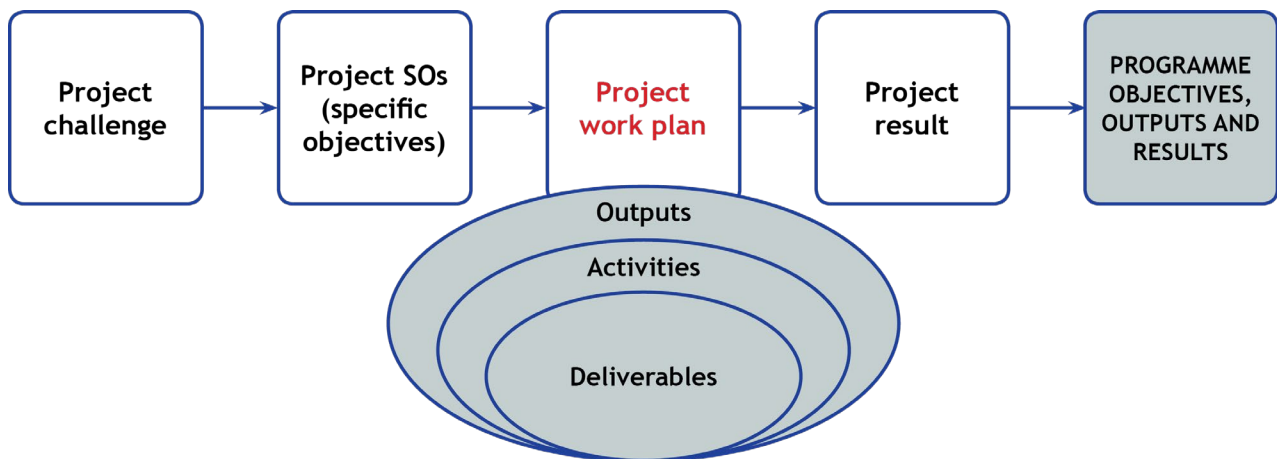 Project
challenge
Project SOs
(specific
objectives)
Project
work plan
Project
result
PROGRAMME
OBJECTIVES,
OUTPUTS AND
RESULTS
Outputs
Activities
Deliverables